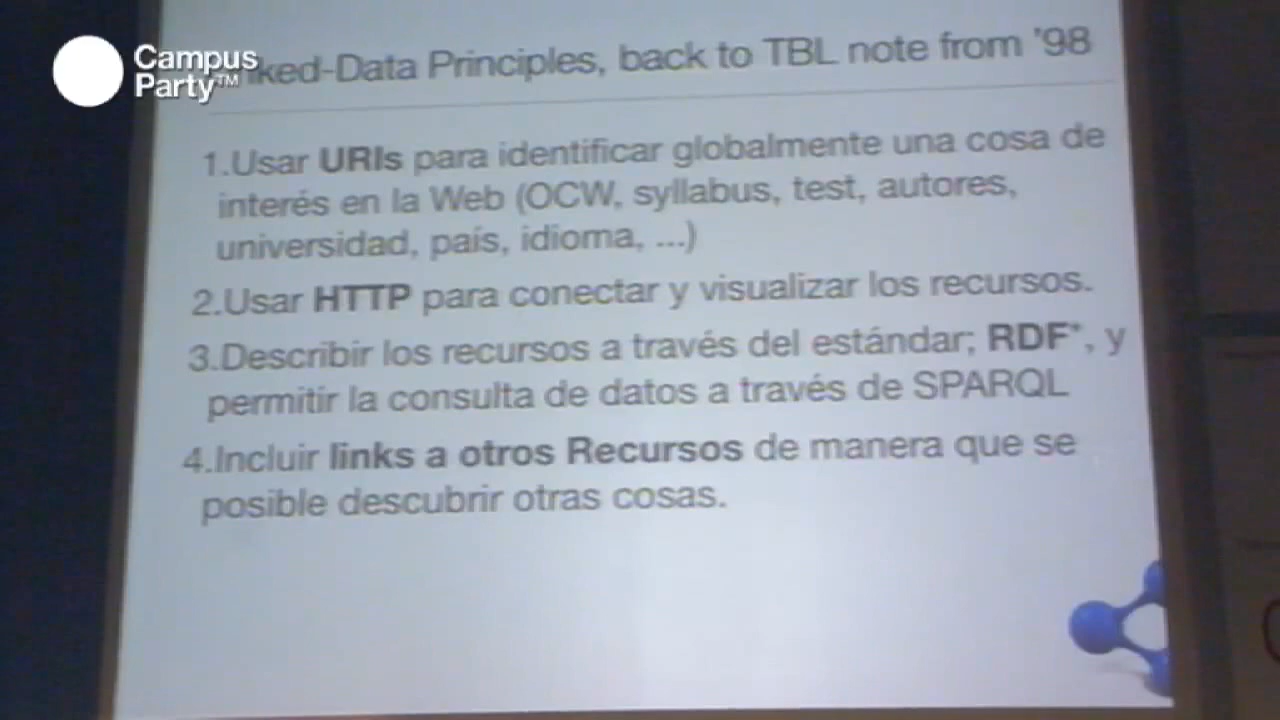 Campus
Party™
ked-Data Principles, back to TBL note from '98
1.Usar URIs para identificar globalmente una cosa de
interés en la Web (OCW, syllabus, test, autores,
universidad, país, idioma, ...)
2.Usar HTTP para conectar y visualizar los recursos.
3.Describir los recursos a través del estándar; RDF*, y
permitir la consulta de datos a través de SPARQL
4.Incluir links a otros Recursos de manera que se
posible descubrir otras cosas.